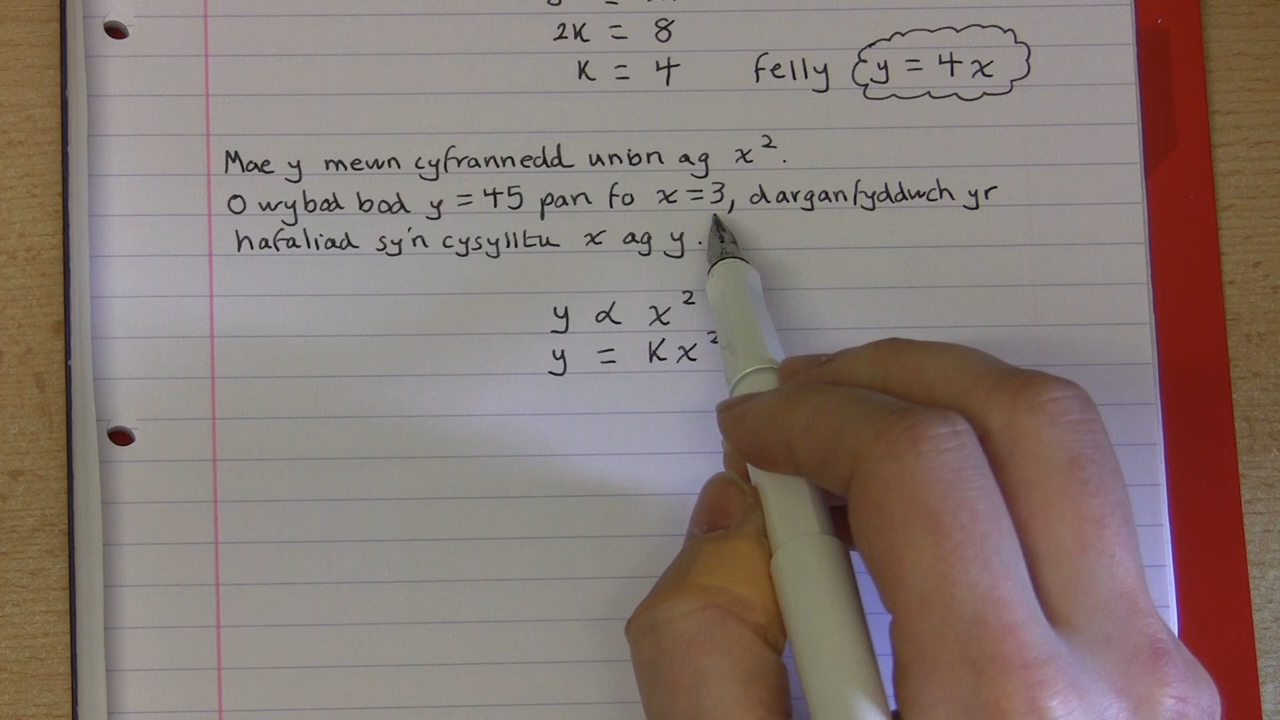 2K = 8
K = 4 felly y = 4x
Mae y mewn cyfrannedd union ag x².
O wybod bod y = 45 pan fo x = 3, darganfyddwch yr
hafaliad sy'n cysylltu x ag y.
y ∝ x²
y = Kx²